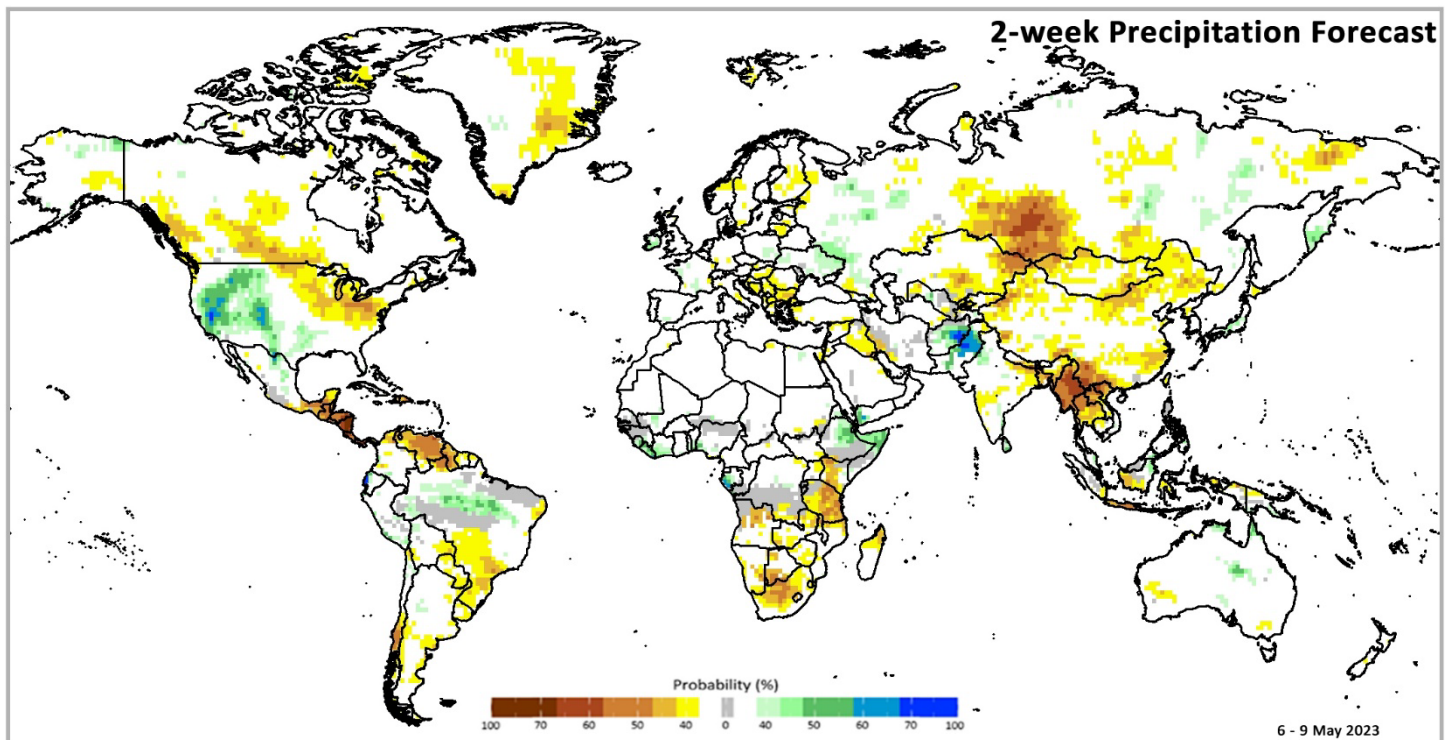 2-week Precipitation Forecast
Probability (%)
100 70 60 50 40 0 40 50 60 70 100
6 - 9 May 2023